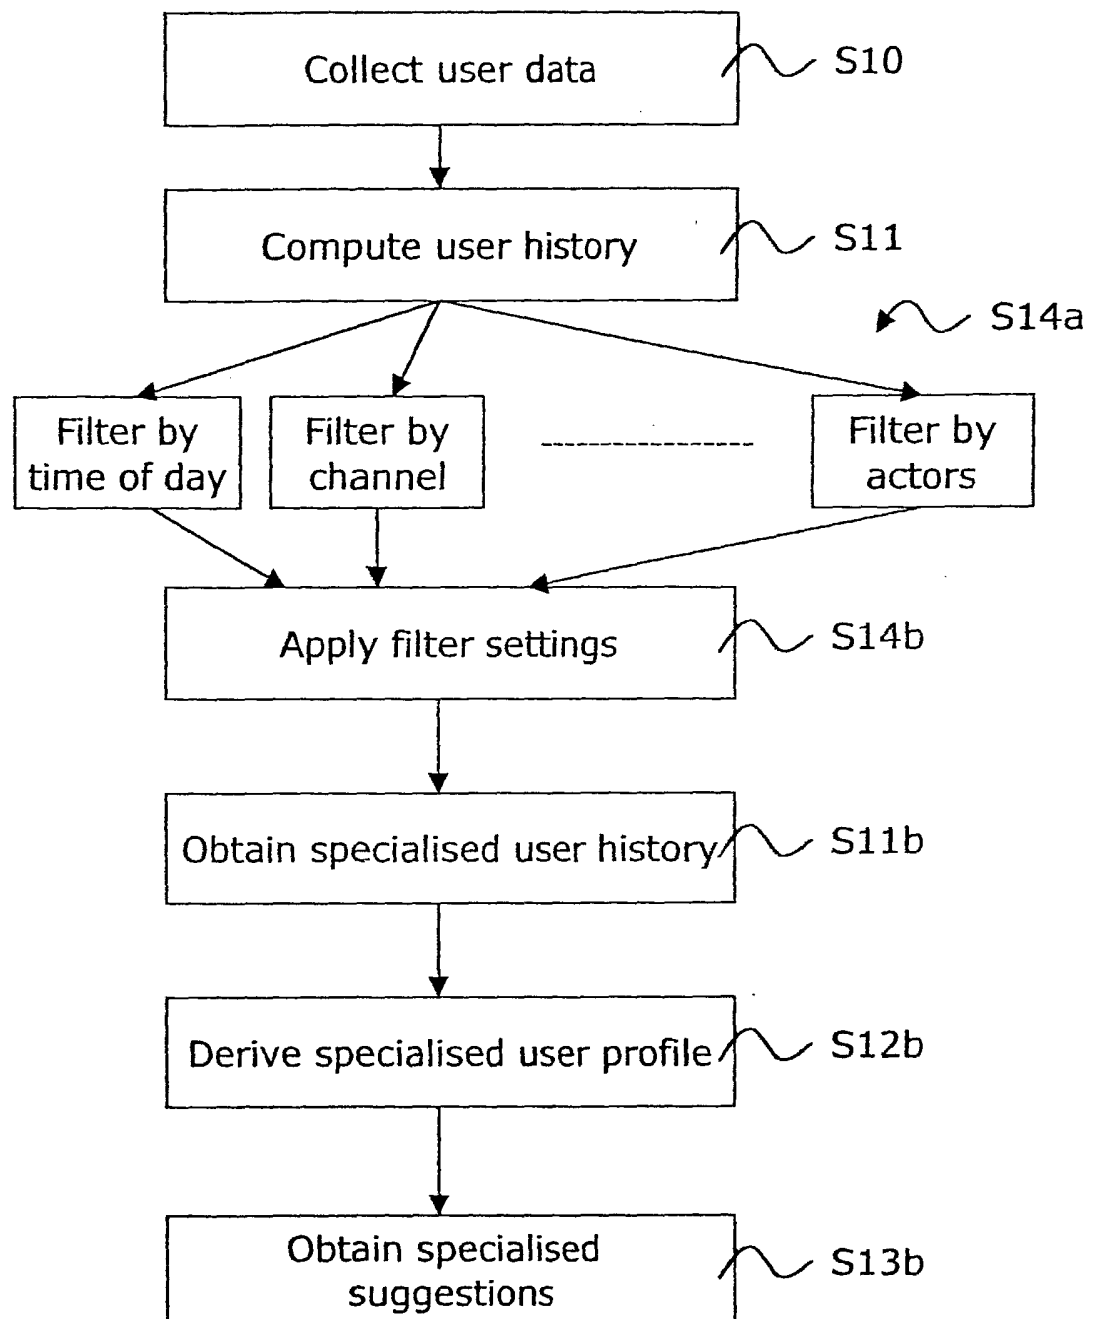 Collect user data
S10
Compute user history
S11
S14a
Filter by
time of day
Filter by
channel
Filter by
actors
Apply filter settings
S14b
Obtain specialised user history
S11b
Derive specialised user profile
S12b
Obtain specialised
suggestions
S13b